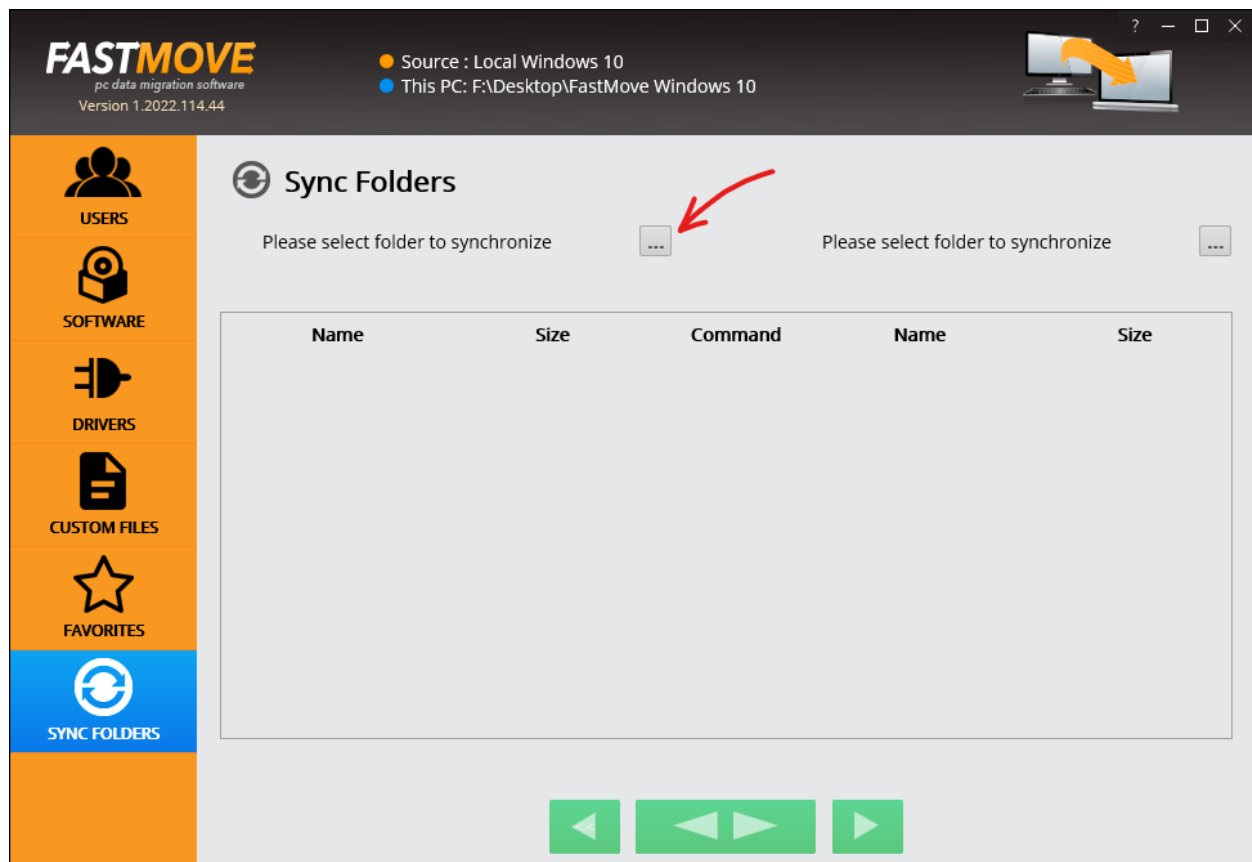 FASTMOVE
pc data migration software
Version 1.2022.114.44
Source : Local Windows 10
This PC: F:\Desktop\FastMove Windows 10
?
USERS
SOFTWARE
DRIVERS
CUSTOM FILES
FAVORITES
SYNC FOLDERS
Sync Folders
Please select folder to synchronize ... Please select folder to synchronize ...
Name Size Command Name Size